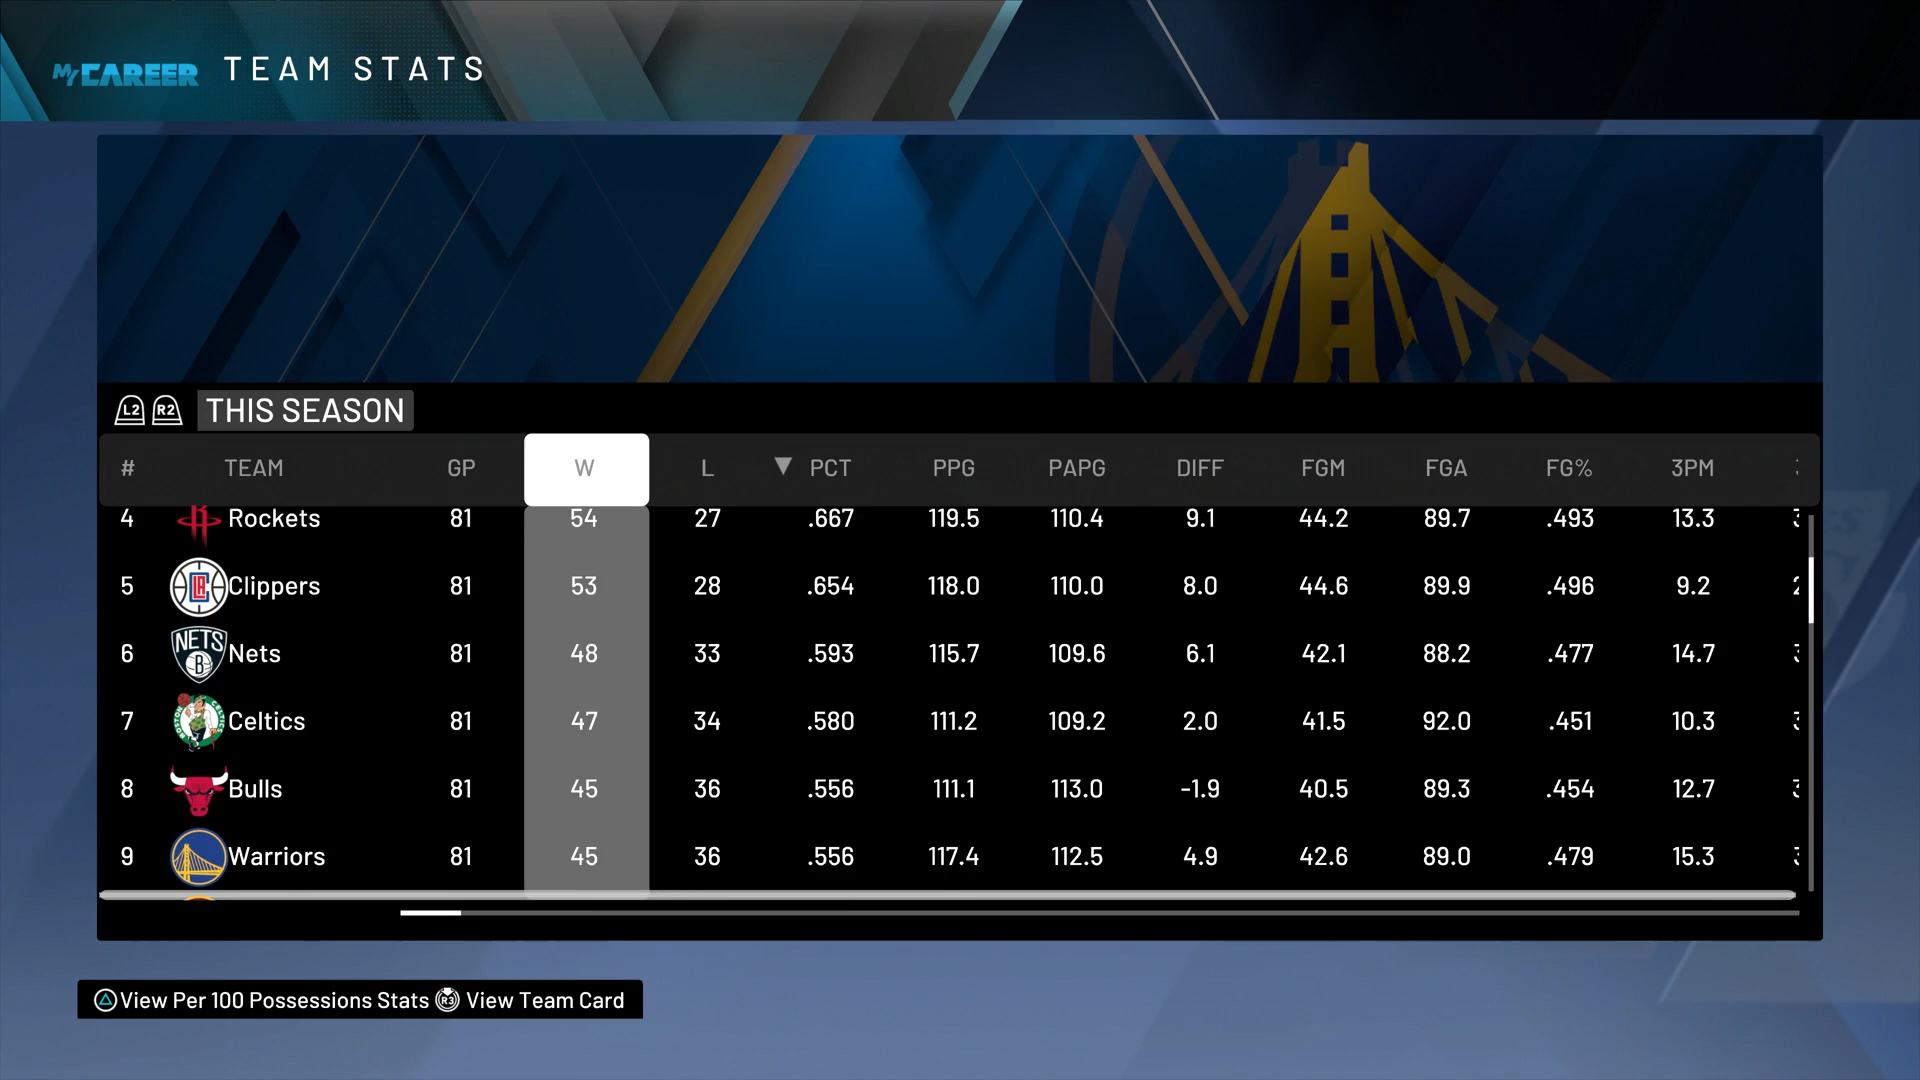 MyCAREER TEAM STATS
L2 R2 THIS SEASON
# TEAM GP W L ▼ PCT PPG PAPG DIFF FGM FGA FG% 3PM
4 Rockets 81 54 27 .667 119.5 110.4 9.1 44.2 89.7 .493 13.3
5 Clippers 81 53 28 .654 118.0 110.0 8.0 44.6 89.9 .496 9.2
6 NETS B Nets 81 48 33 .593 115.7 109.6 6.1 42.1 88.2 .477 14.7
7 BOSTON CELTICS Celtics 81 47 34 .580 111.2 109.2 2.0 41.5 92.0 .451 10.3
8 Bulls 81 45 36 .556 111.1 113.0 -1.9 40.5 89.3 .454 12.7
9 Warriors 81 45 36 .556 117.4 112.5 4.9 42.6 89.0 .479 15.3
View Per 100 Possessions Stats R3 View Team Card